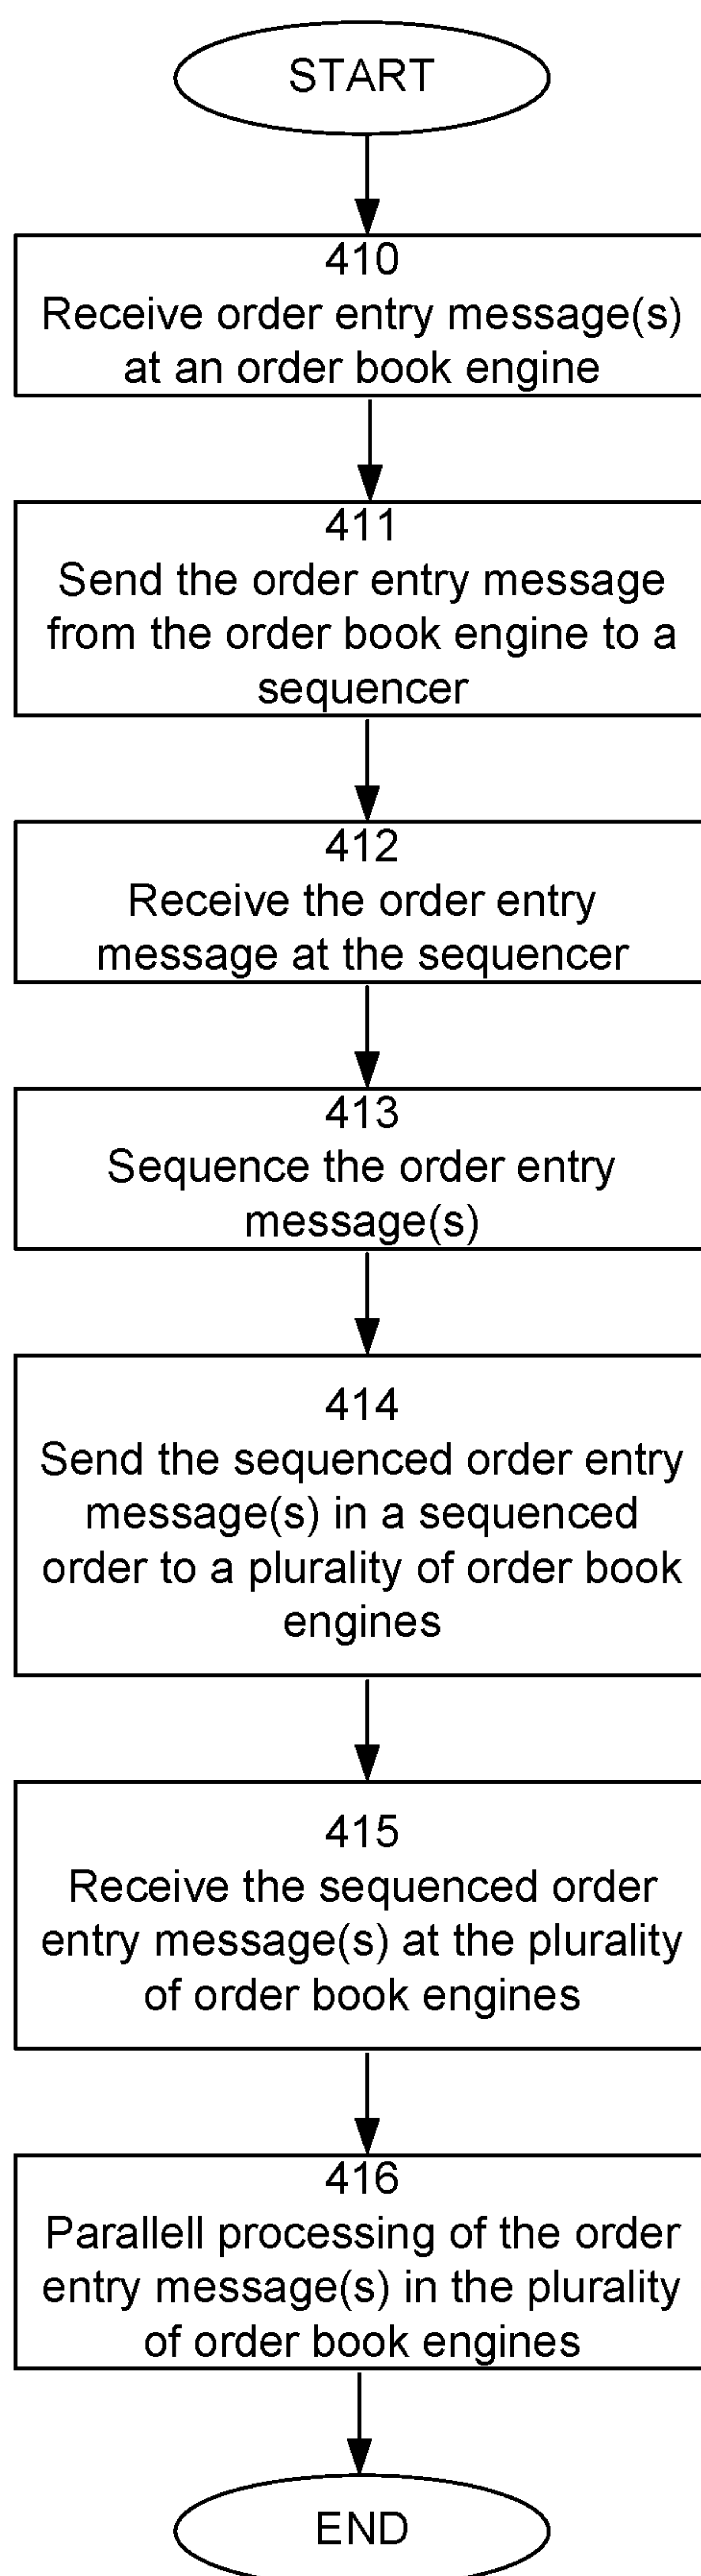 START
410
Receive order entry message(s)
at an order book engine
411
Send the order entry message
from the order book engine to a
sequencer
412
Receive the order entry
message at the sequencer
413
Sequence the order entry
message(s)
414
Send the sequenced order entry
message(s) in a sequenced
order to a plurality of order book
engines
415
Receive the sequenced order
entry message(s) at the plurality
of order book engines
416
Parallell processing of the order
entry message(s) in the plurality
of order book engines
END